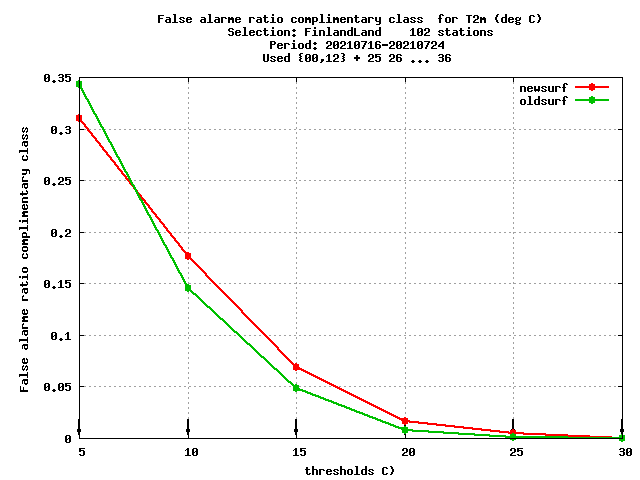 False alarme ratio complimentary class  for T2m (deg C)
Selection: FinlandLand    102 stations
Period: 20210716-20210724
Used {00,12} + 25 26 ... 36
newsurf
oldsurf
False alarme ratio complimentary class
0.35
0.3
0.25
0.2
0.15
0.1
0.05
0
5 10 15 20 25 30
thresholds C)